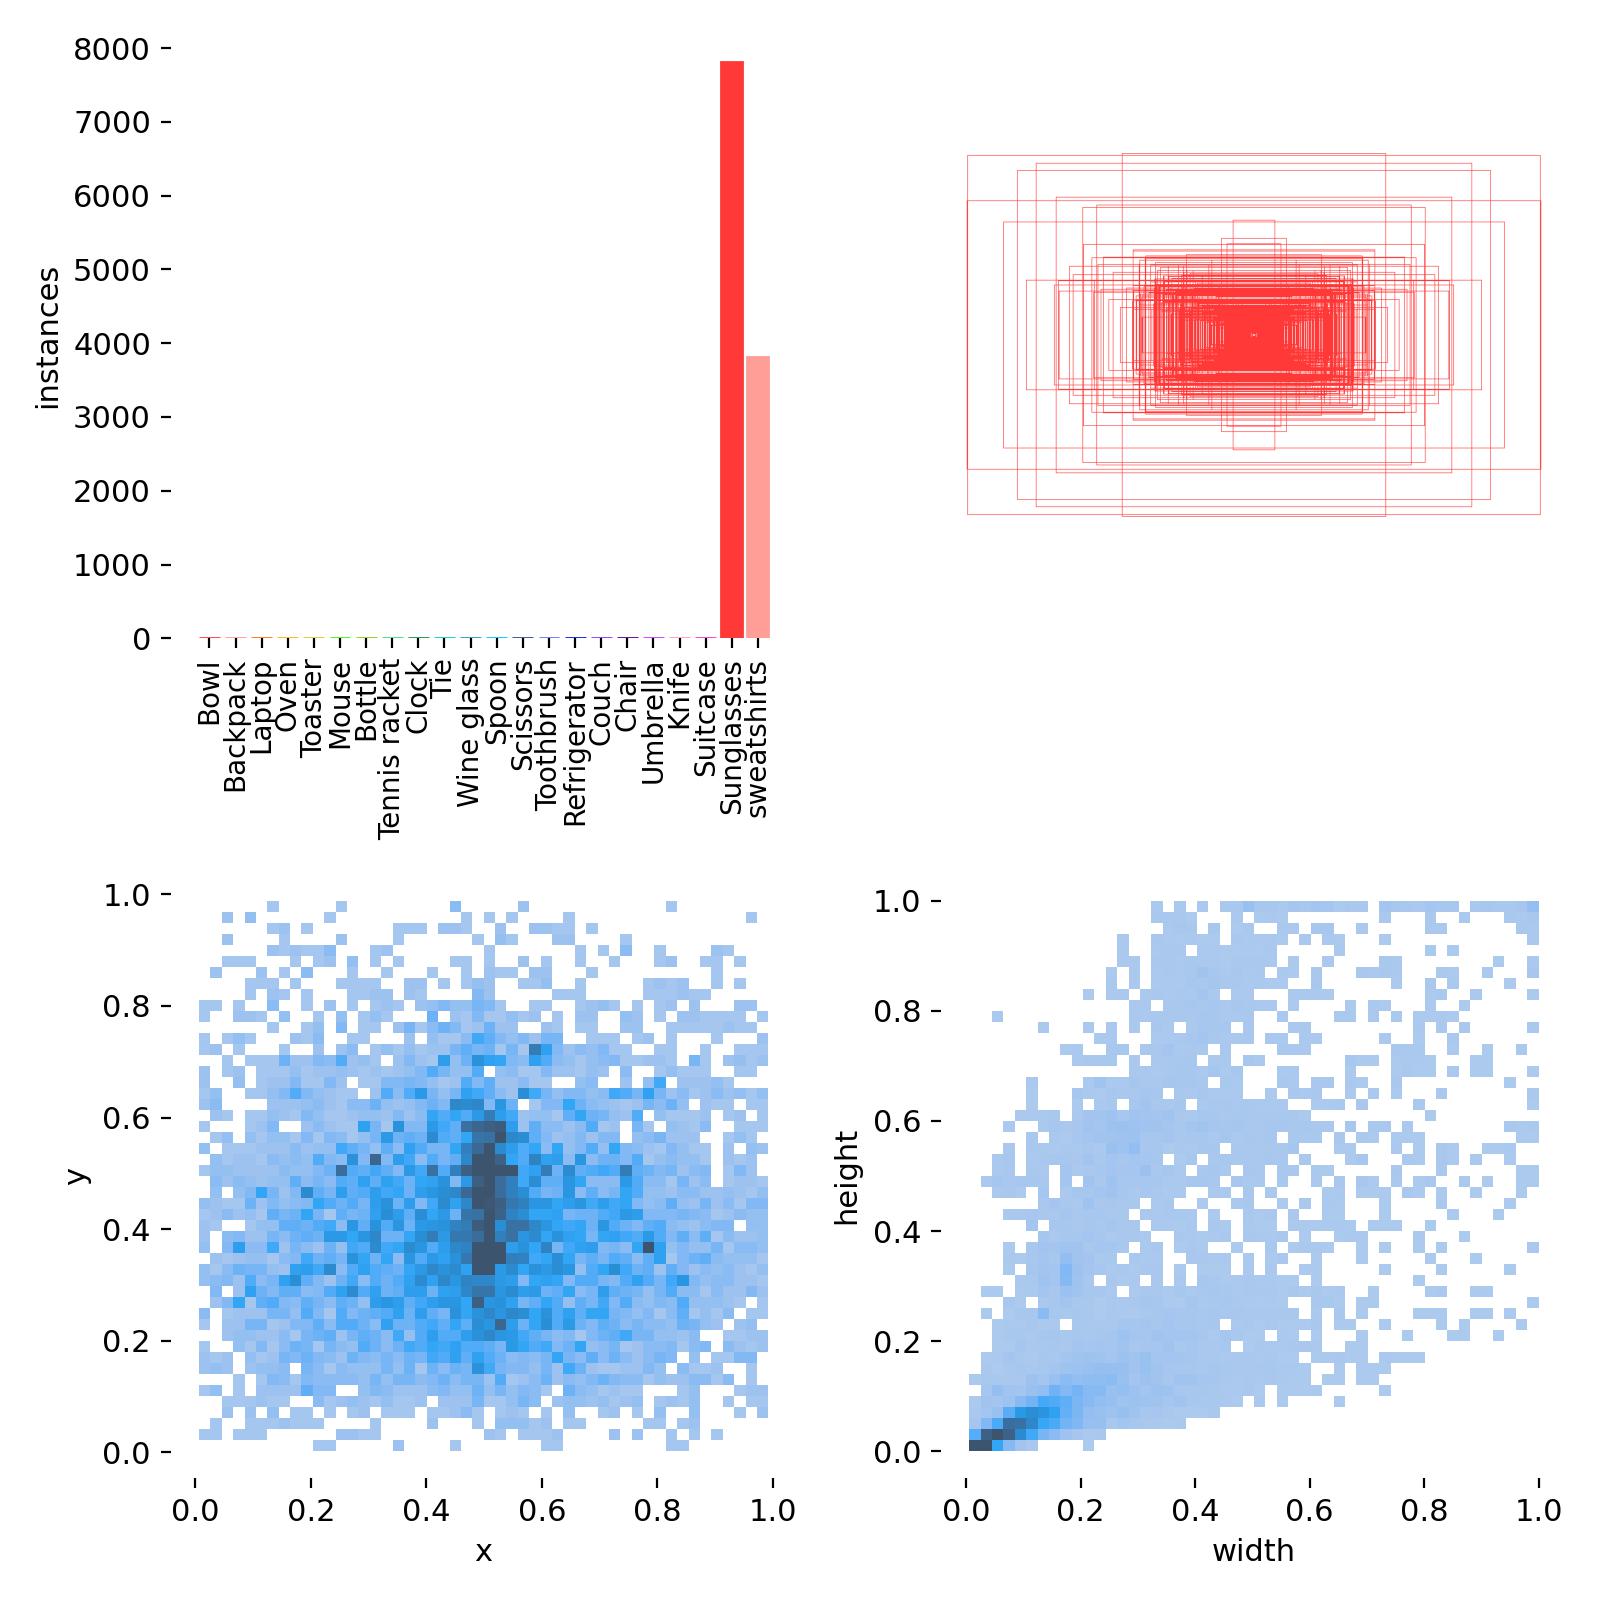 8000
7000
6000
5000
4000
3000
2000
1000
0
instances
Bowl
Backpack
Laptop
Oven
Toaster
Mouse
Bottle
Tennis racket
Clock
Tie
Wine glass
Spoon
Scissors
Toothbrush
Refrigerator
Couch
Chair
Umbrella
Knife
Suitcase
Sunglasses
sweatshirts
1.0
0.8
0.6
0.4
0.2
0.0
y
0.0 0.2 0.4 0.6 0.8 1.0
x
1.0
0.8
0.6
0.4
0.2
0.0
height
0.0 0.2 0.4 0.6 0.8 1.0
width